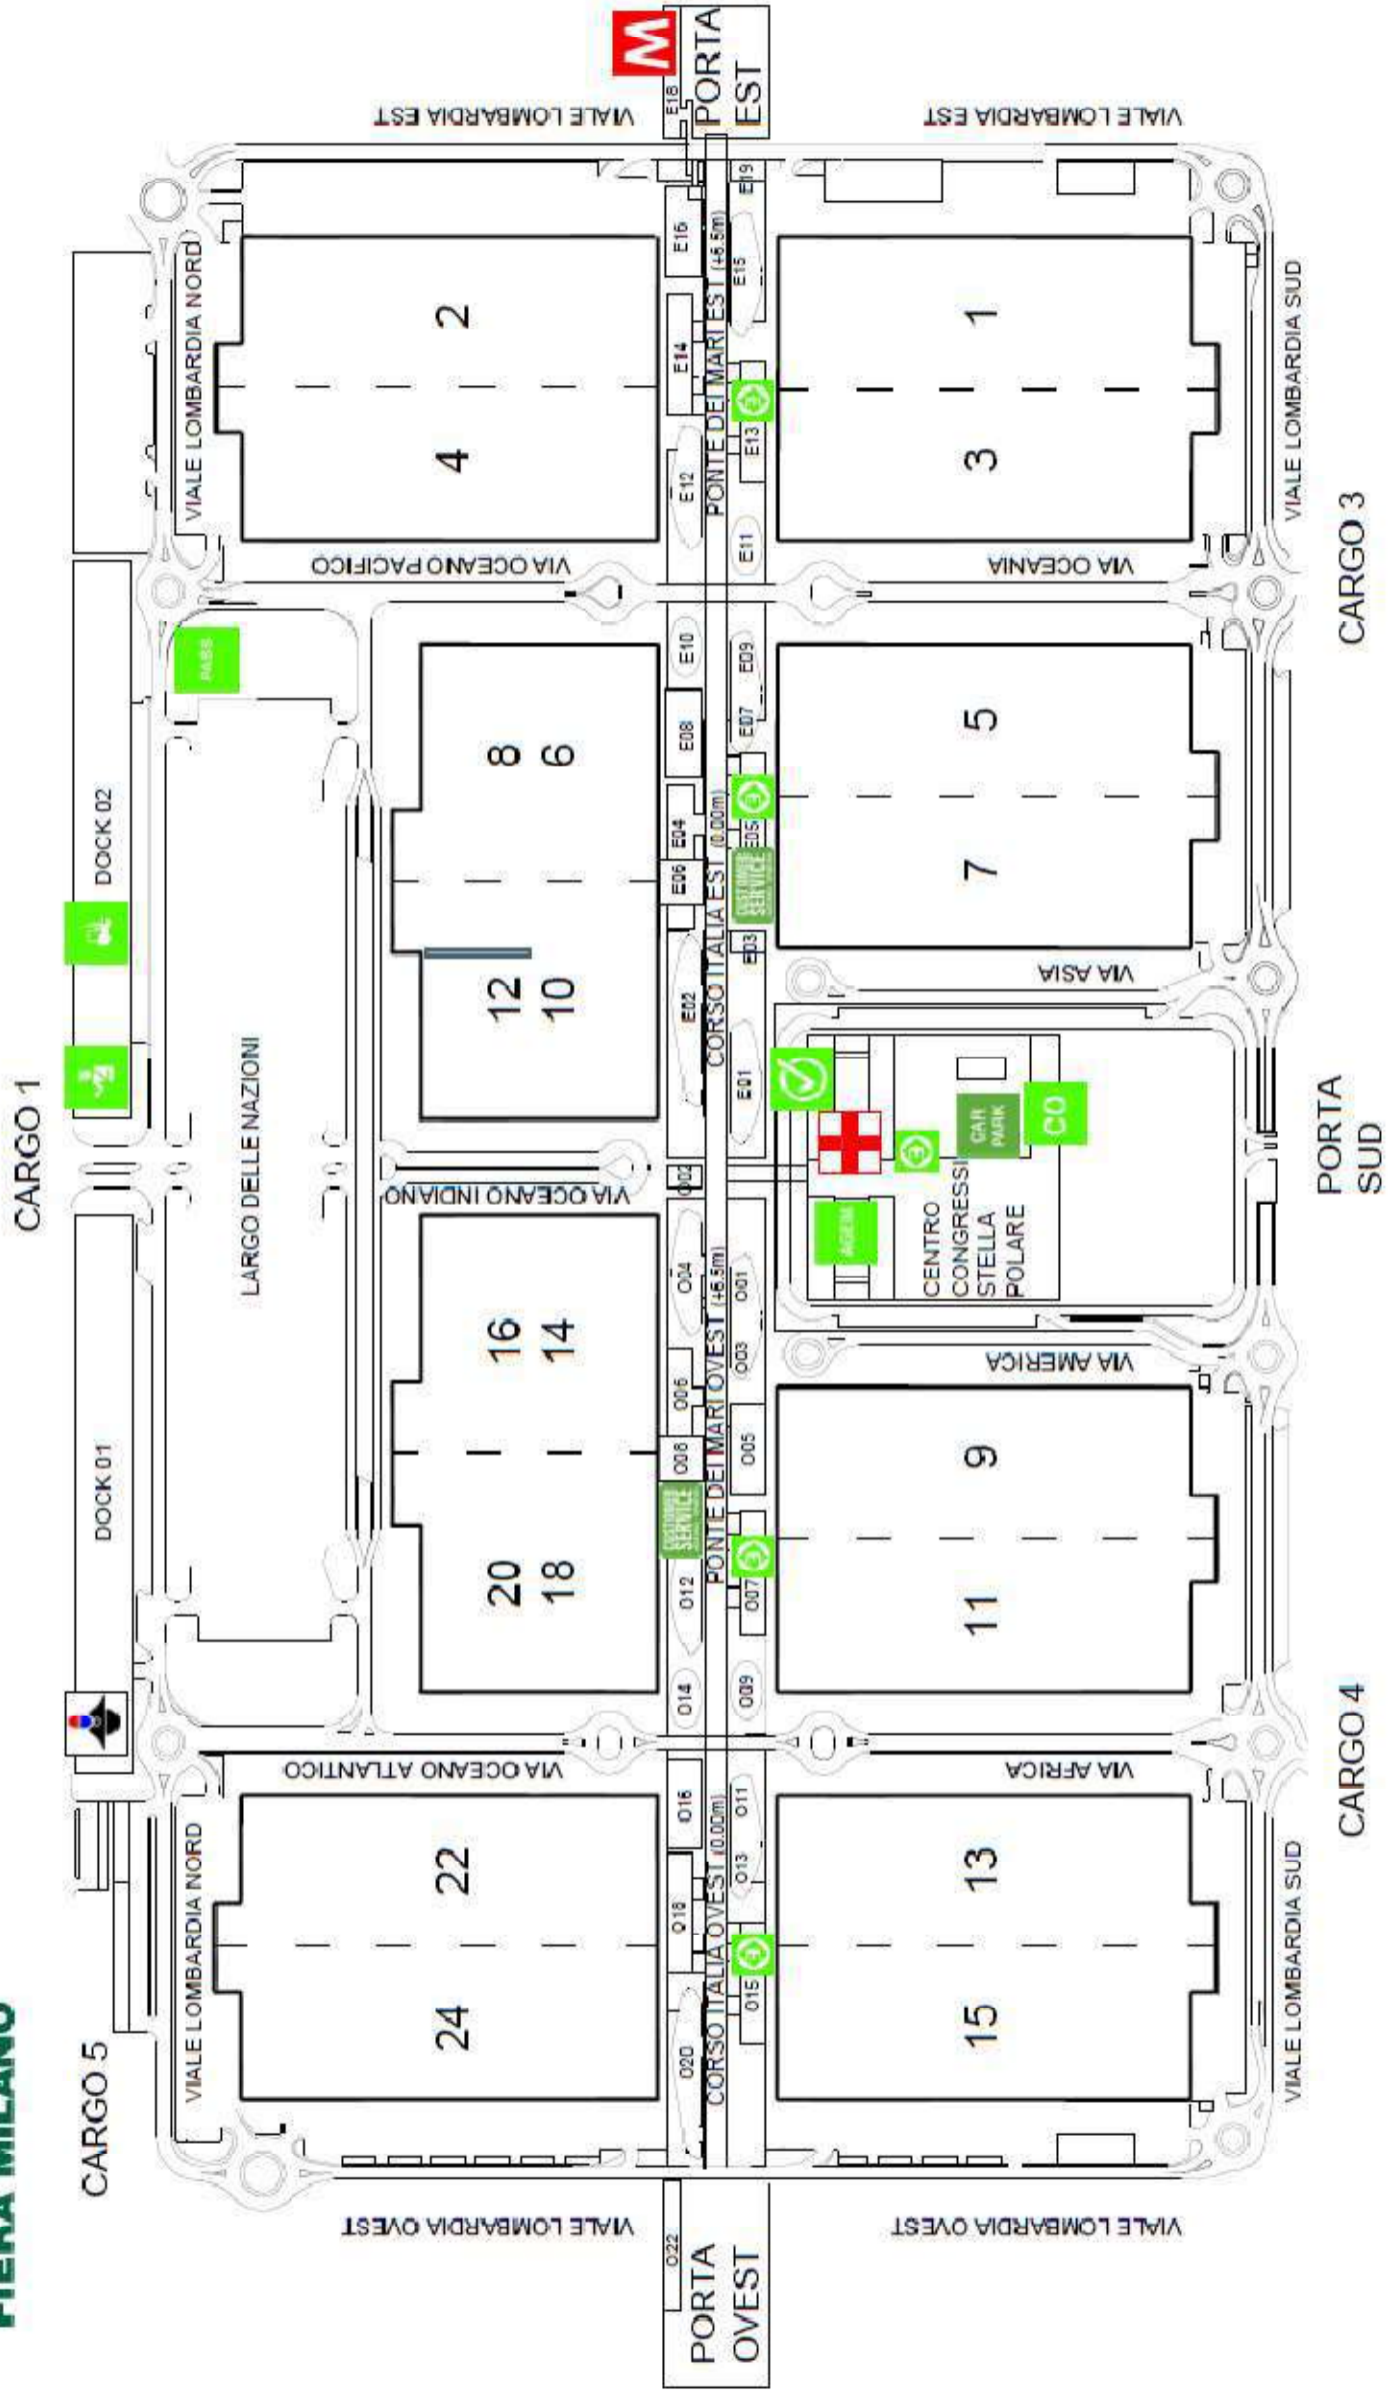 FIERA MILANO
CARGO 5
CARGO 1
DOCK 01
DOCK 02
VIALE LOMBARDIA NORD
LARGO DELLE NAZIONI
PASS
VIALE LOMBARDIA NORD
VIALE LOMBARDIA OVEST
24
22
VIA OCEANO ATLANTICO
20
16
18
14
VIA OCEANO INDIANO
12
8
10
6
VIA OCEANO PACIFICO
4
2
VIALE LOMBARDIA EST
O22
O20
O18
O16
O14
O12
CUSTOMER
SERVICE
O08
O06
O04
O02
E02
E06
E04
E08
E10
E12
E14
E16
E18
M
PORTA
OVEST
CORSO ITALIA OVEST (0.00m)
PONTE DEI MARI OVEST (+6.5m)
CORSO ITALIA EST (0.00m)
PONTE DEI MARI EST (+6.5m)
PORTA
EST
O15
O13
O11
O09
O07
O05
O03
O01
E01
E03
CUSTOMER
SERVICE
E05
E07
E09
E11
E13
E15
E19
VIALE LOMBARDIA OVEST
15
13
VIA AFRICA
11
9
VIA AMERICA
CENTRO
CONGRESSI
STELLA
POLARE
CAR
PARK
CO
VIA ASIA
7
5
VIA OCEANIA
3
1
VIALE LOMBARDIA EST
VIALE LOMBARDIA SUD
VIALE LOMBARDIA SUD
CARGO 4
PORTA
SUD
CARGO 3